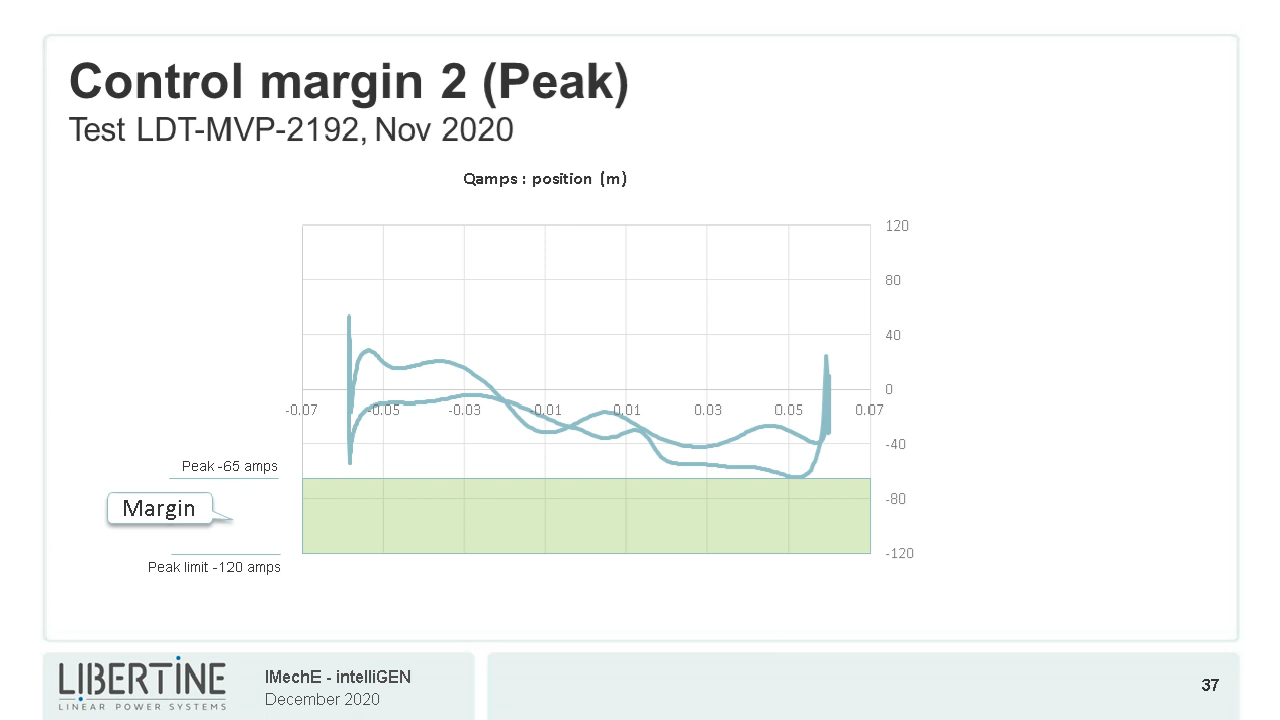 Control margin 2 (Peak)
Test LDT-MVP-2192, Nov 2020
Qamps : position (m)
120
80
40
0
-0.07 -0.05 -0.03 -0.01 0.01 0.03 0.05 0.07
-40
Peak -65 amps
-80
Margin
-120
Peak limit -120 amps
LIBERTINE
LINEAR POWER SYSTEMS
IMechE - intelliGEN
December 2020
37